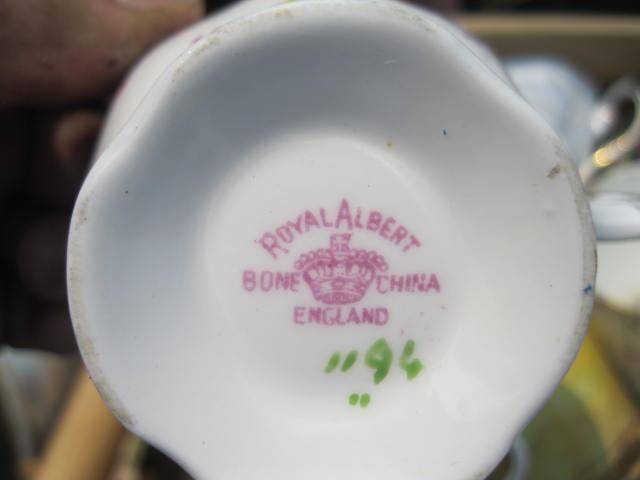 ROYAL ALBERT
BONE CHINA
ENGLAND
"94
"